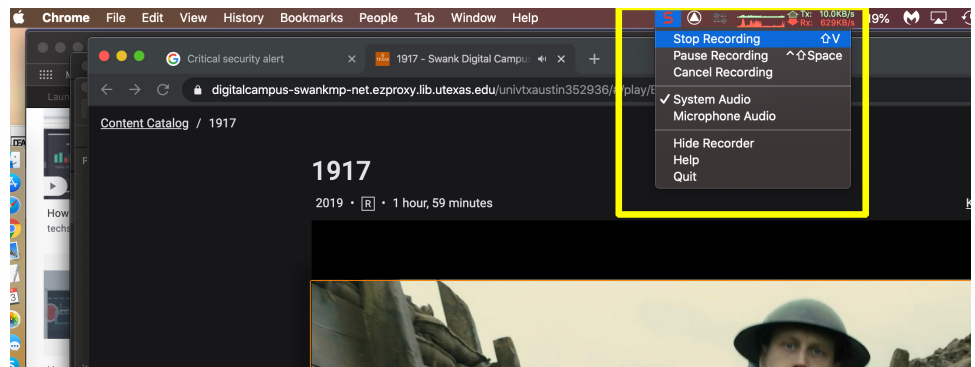 Chrome File Edit View History Bookmarks People Tab Window Help
Tx: 10.0KB/s
Rx: 629KB/s
19%
Stop Recording ⇧V
Pause Recording ^⇧Space
Cancel Recording
✓ System Audio
Microphone Audio
Hide Recorder
Help
Quit
Critical security alert
1917 - Swank Digital Campus
digitalcampus-swankmp-net.ezproxy.lib.utexas.edu/univtxaustin352936/
Content Catalog / 1917
1917
2019 • R • 1 hour, 59 minutes
How
techs